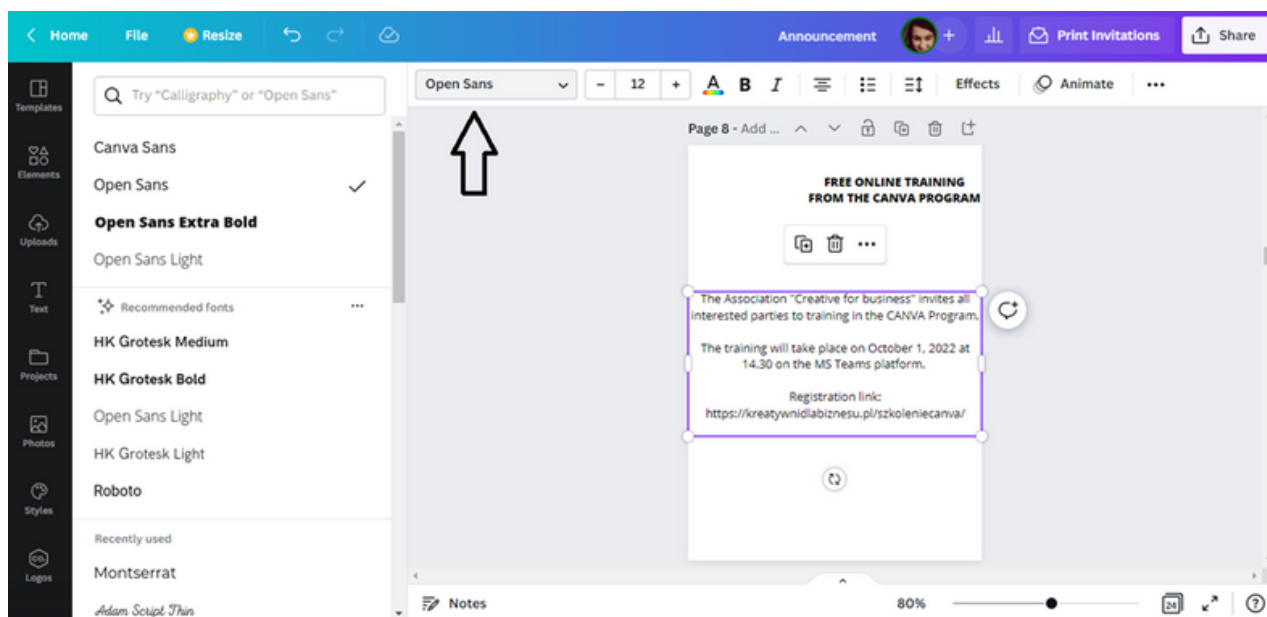 Home File Resize Announcement + Print Invitations Share
Open Sans - 12 + A B I Effects Animate ...
Templates
Elements
Uploads
Text
Projects
Photos
Styles
CO.
Logos
Try "Calligraphy" or "Open Sans"
Canva Sans
Open Sans
Open Sans Extra Bold
Open Sans Light
Recommended fonts ...
HK Grotesk Medium
HK Grotesk Bold
Open Sans Light
HK Grotesk Light
Roboto
Recently used
Montserrat
Adam Script Thin
Page 8 - Add ...
FREE ONLINE TRAINING
FROM THE CANVA PROGRAM
The Association "Creative for business" invites all
interested parties to training in the CANVA Program.
The training will take place on October 1, 2022 at
14.30 on the MS Teams platform.
Registration link:
https://kreatywnidlabiznesu.pl/szkoleniecanva/
Notes 80% 24 ?